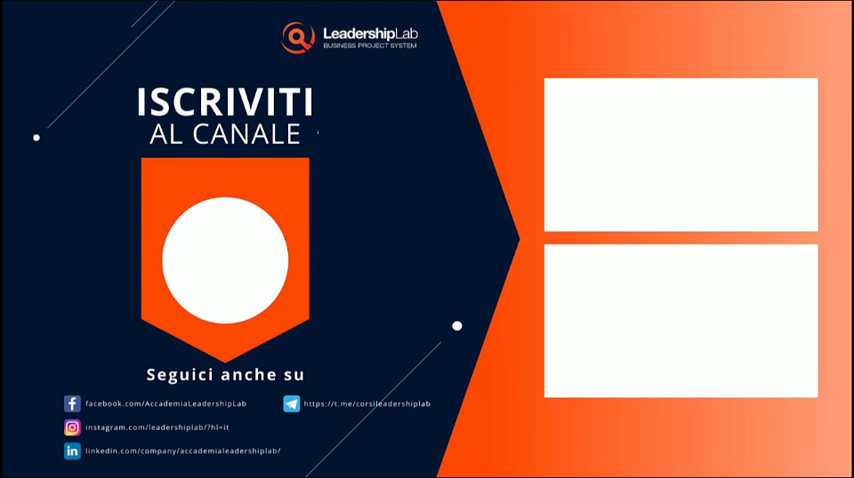 LeadershipLab
BUSINESS PROJECT SYSTEM
ISCRIVITI
AL CANALE
Seguici anche su
facebook.com/AccademiaLeadershipLab
https://t.me/corsileadershiplab
instagram.com/leadershiplab/?hl=it
linkedin.com/company/accademialeadershiplab/